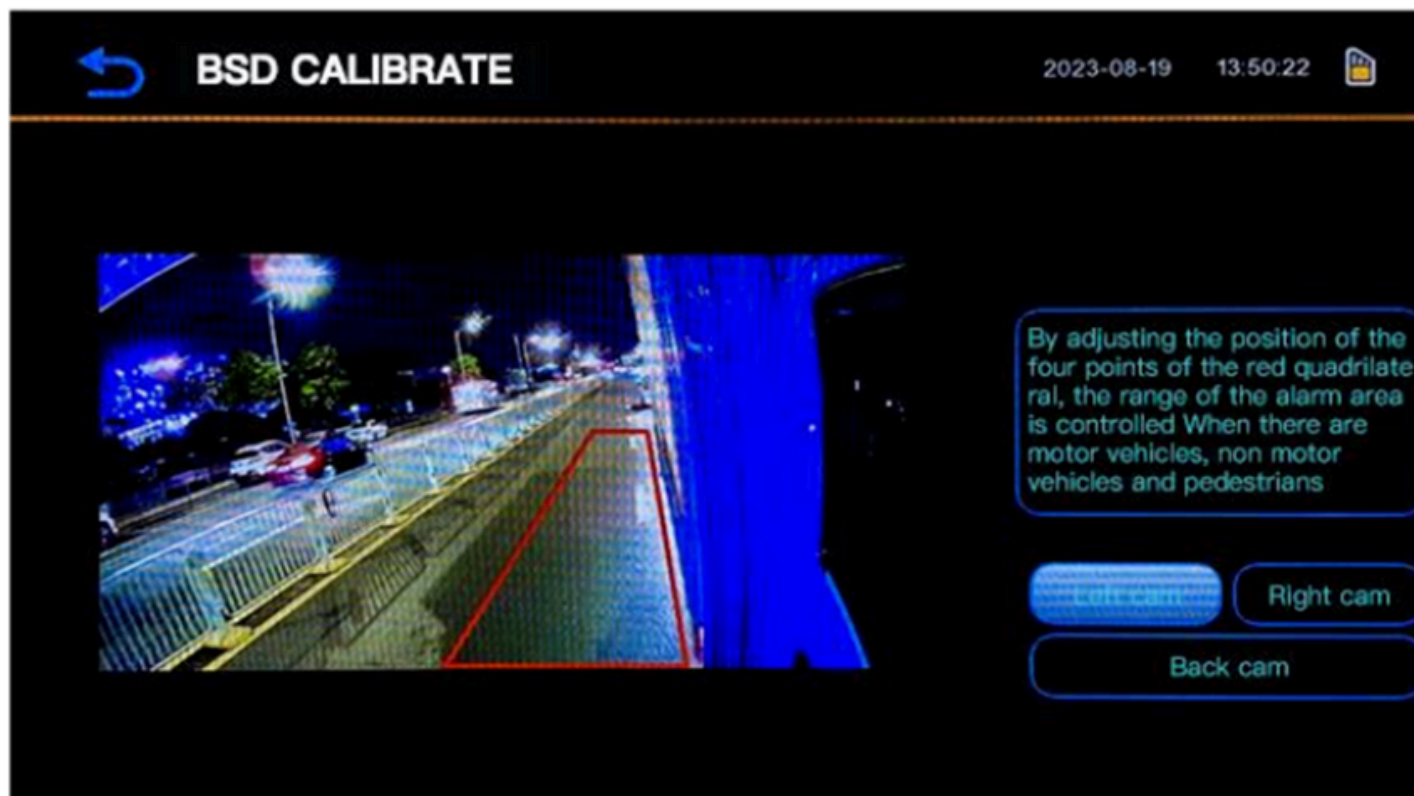 BSD CALIBRATE
2023-08-19 13:50:22
By adjusting the position of the
four points of the red quadrilate
ral, the range of the alarm area
is controlled When there are
motor vehicles, non motor
vehicles and pedestrians
Left cam
Right cam
Back cam